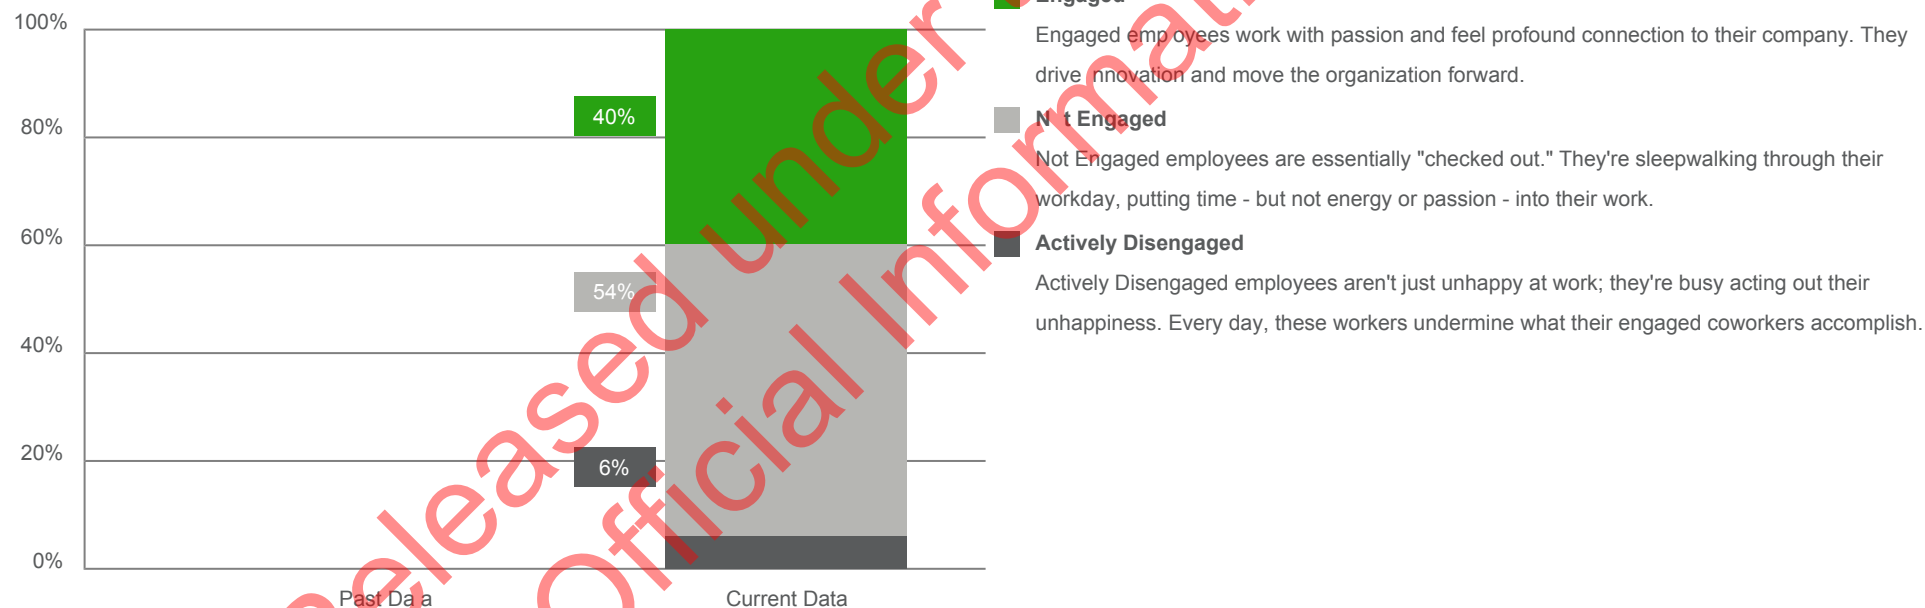 100%
80%
60%
40%
20%
0%
40%
54%
6%
Past Da a
Current Data
Engaged
Engaged emp oyees work with passion and feel profound connection to their company. They
drive nnovation and move the organization forward.
N t Engaged
Not Engaged employees are essentially "checked out." They're sleepwalking through their
workday, putting time - but not energy or passion - into their work.
Actively Disengaged
Actively Disengaged employees aren't just unhappy at work; they're busy acting out their
unhappiness. Every day, these workers undermine what their engaged coworkers accomplish.
Released under
Official Informati